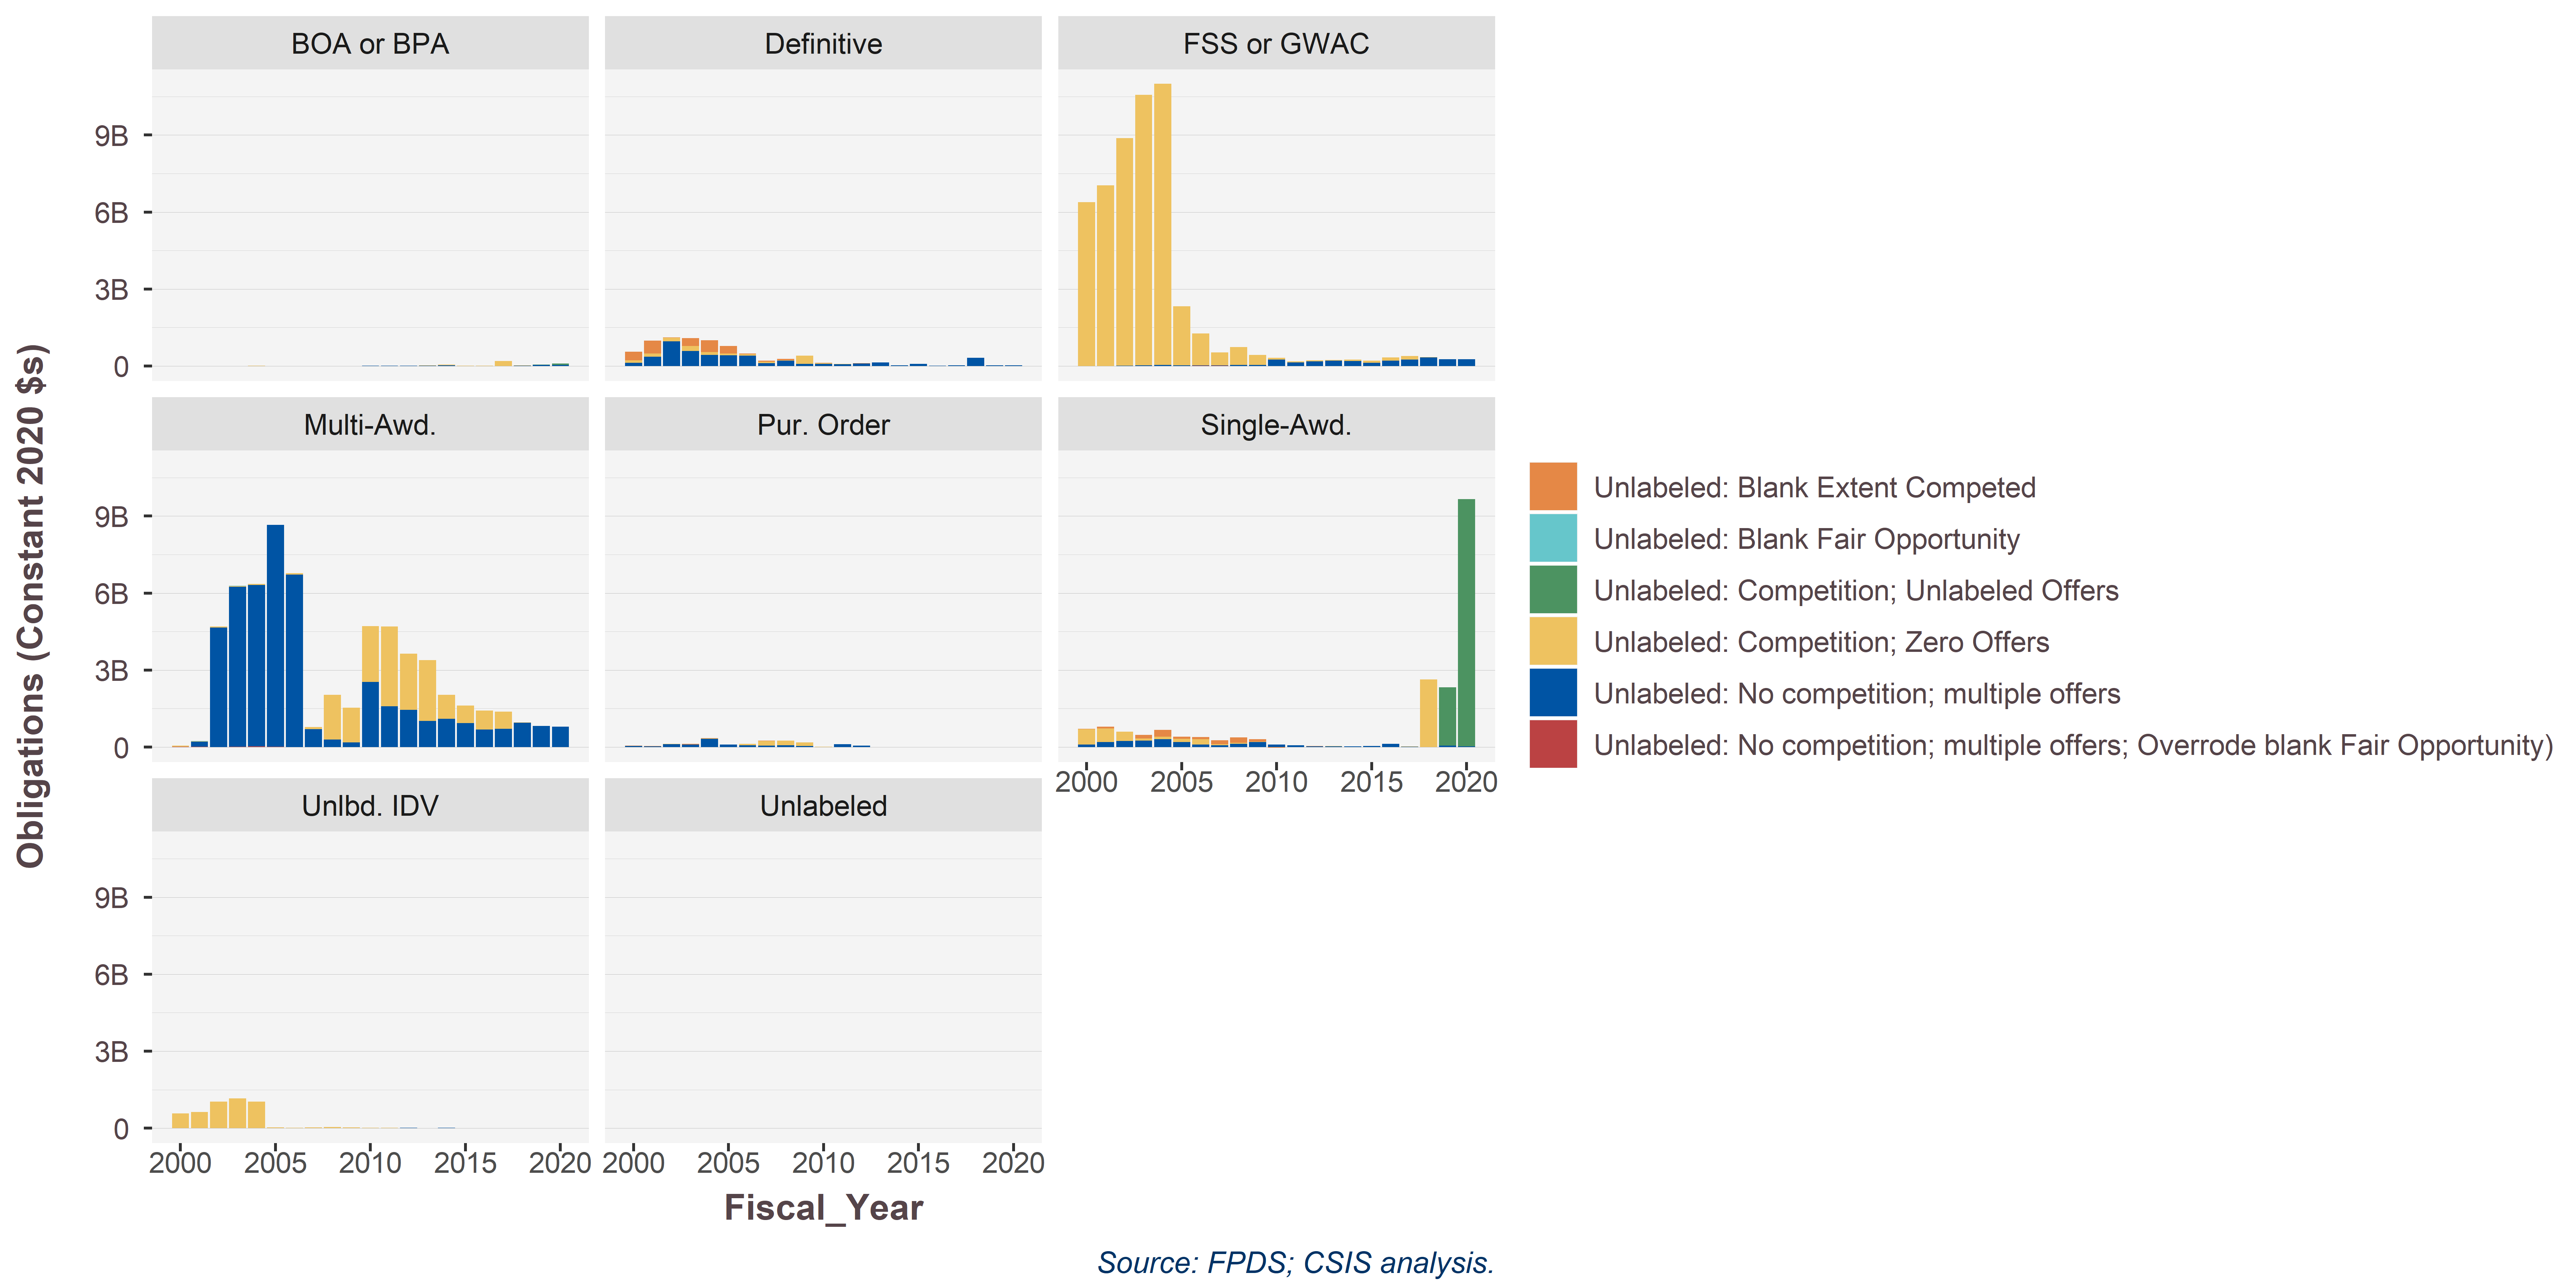 BOA or BPA
Definitive
FSS or GWAC
9B
6B
3B
0
Multi-Awd.
Pur. Order
Single-Awd.
9B
6B
3B
0
2000 2005 2010 2015 2020
Unlbd. IDV
Unlabeled
9B
6B
3B
0
2000 2005 2010 2015 2020
2000 2005 2010 2015 2020
Obligations (Constant 2020 $s)
Fiscal_Year
Unlabeled: Blank Extent Competed
Unlabeled: Blank Fair Opportunity
Unlabeled: Competition; Unlabeled Offers
Unlabeled: Competition; Zero Offers
Unlabeled: No competition; multiple offers
Unlabeled: No competition; multiple offers; Overrode blank Fair Opportunity)
Source: FPDS; CSIS analysis.